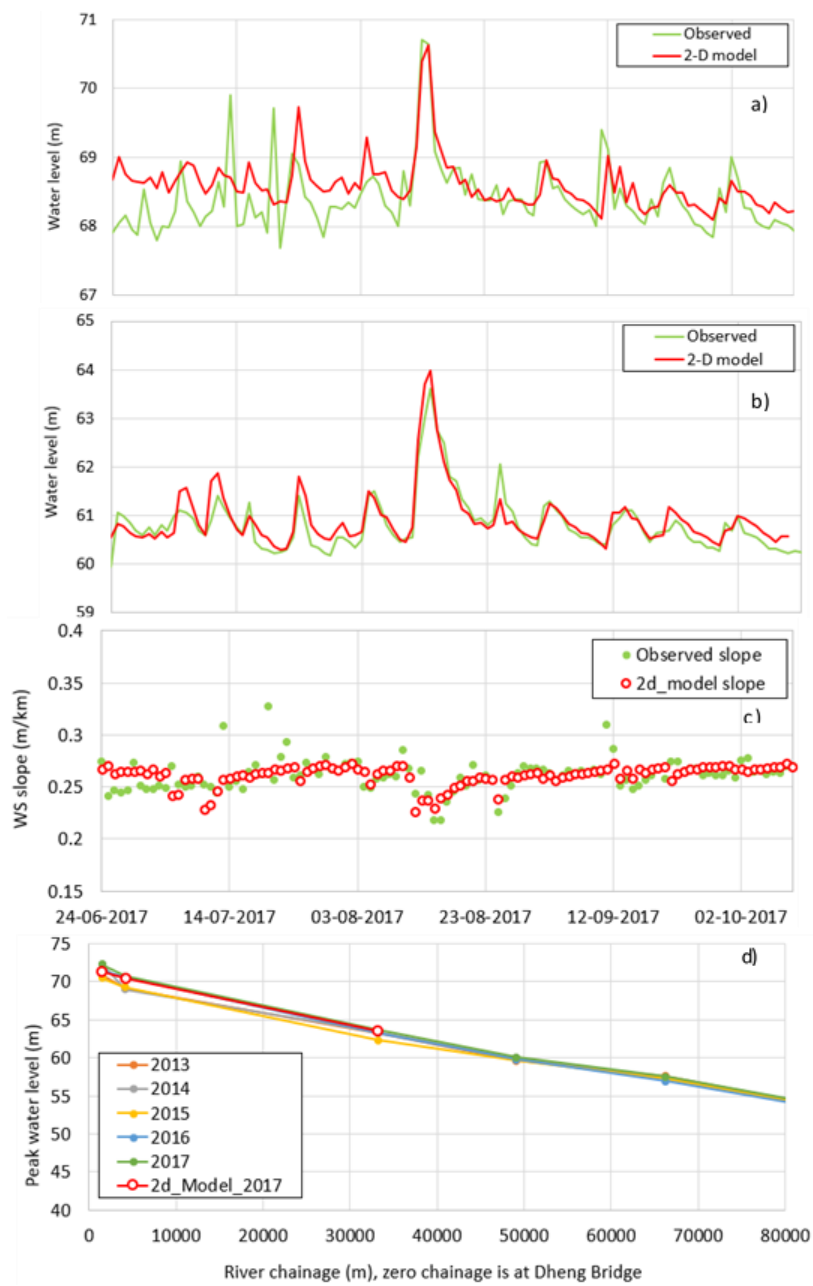 71
70
69
68
67
Water level (m)
Observed
2-D model
a)
65
64
63
62
61
60
59
Water level (m)
Observed
2-D model
b)
0.4
0.35
0.3
0.25
0.2
0.15
WS slope (m/km)
Observed slope
2d_model slope
c)
24-06-2017 14-07-2017 03-08-2017 23-08-2017 12-09-2017 02-10-2017
75
70
65
60
55
50
45
40
Peak water level (m)
d)
2013
2014
2015
2016
2017
2d_Model_2017
0 10000 20000 30000 40000 50000 60000 70000 80000
River chainage (m), zero chainage is at Dheng Bridge